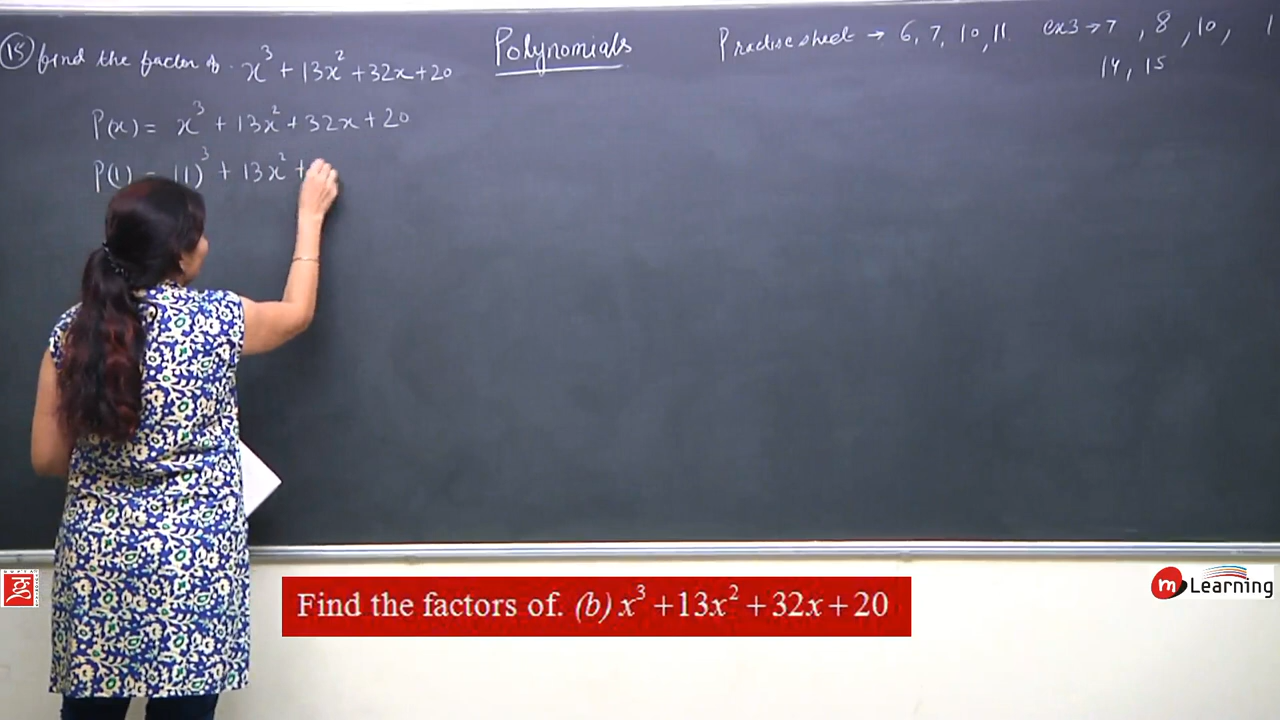 15 find the factor of. x³ + 13x² + 32x + 20
Polynomials
Practise sheet → 6, 7, 10, 11 ex3 → 7, 8, 10, 1
14, 15
P(x) = x³ + 13x² + 32x + 20
P(1) = (1)³ + 13x² +
Find the factors of. (b) x³ + 13x² + 32x + 20
m Learning